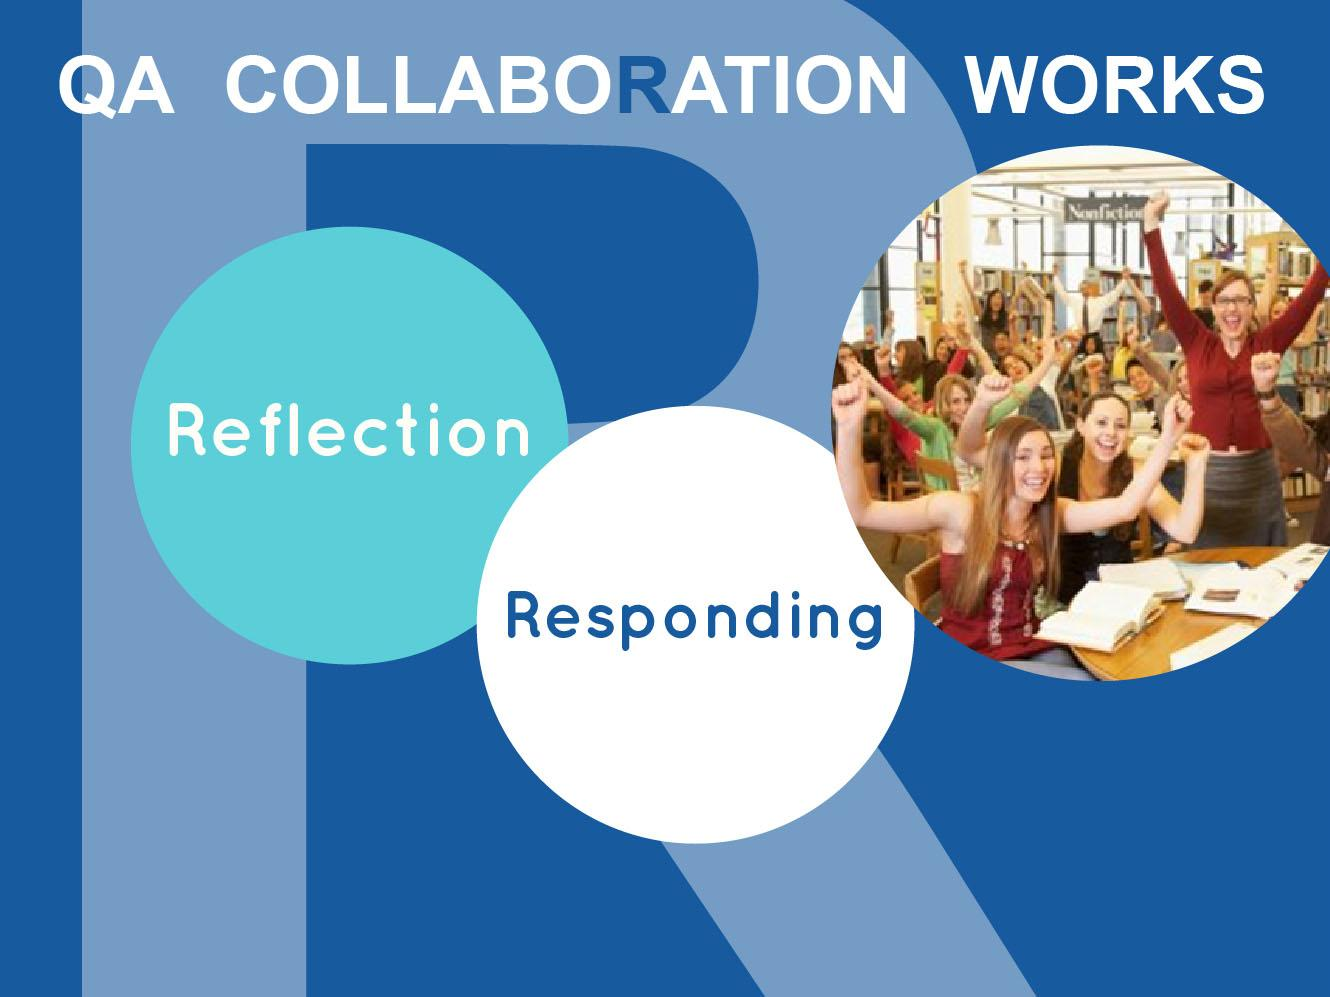 QA COLLABORATION WORKS
Nonfiction
Reflection
Responding